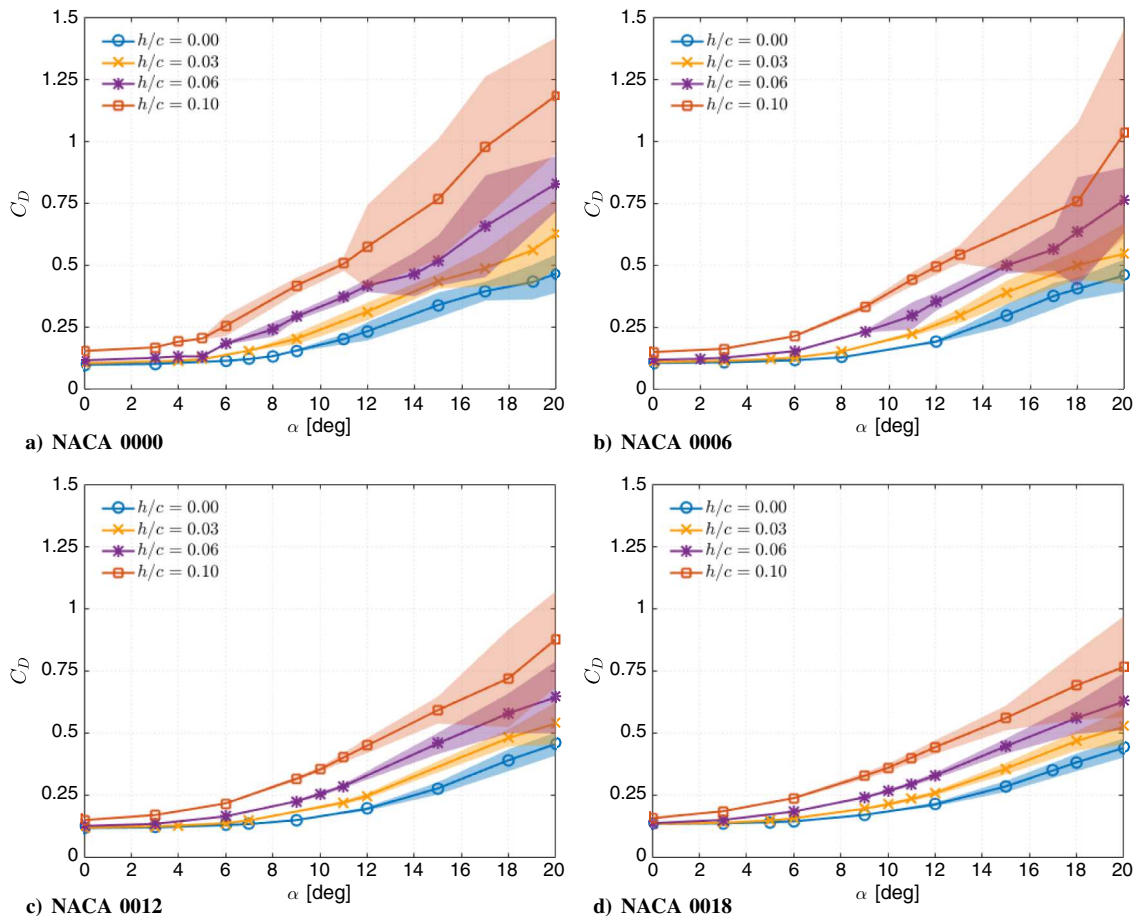 1.5
1.25
1
0.75
0.5
0.25
0
C_D
h/c = 0.00
h/c = 0.03
h/c = 0.06
h/c = 0.10
0 2 4 6 8 10 12 14 16 18 20
α [deg]
a) NACA 0000
1.5
1.25
1
0.75
0.5
0.25
0
C_D
h/c = 0.00
h/c = 0.03
h/c = 0.06
h/c = 0.10
0 2 4 6 8 10 12 14 16 18 20
α [deg]
b) NACA 0006
1.5
1.25
1
0.75
0.5
0.25
0
C_D
h/c = 0.00
h/c = 0.03
h/c = 0.06
h/c = 0.10
0 2 4 6 8 10 12 14 16 18 20
α [deg]
c) NACA 0012
1.5
1.25
1
0.75
0.5
0.25
0
C_D
h/c = 0.00
h/c = 0.03
h/c = 0.06
h/c = 0.10
0 2 4 6 8 10 12 14 16 18 20
α [deg]
d) NACA 0018